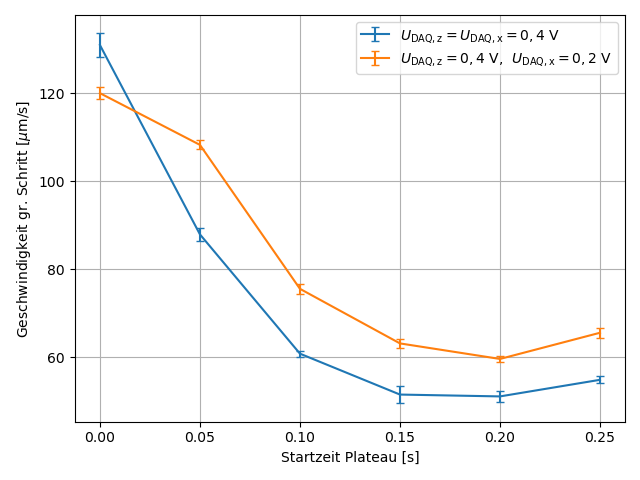 U_DAQ,z = U_DAQ,x = 0,4 V
U_DAQ,z = 0,4 V, U_DAQ,x = 0,2 V
120
100
80
60
Geschwindigkeit gr. Schritt [μm/s]
0.00 0.05 0.10 0.15 0.20 0.25
Startzeit Plateau [s]